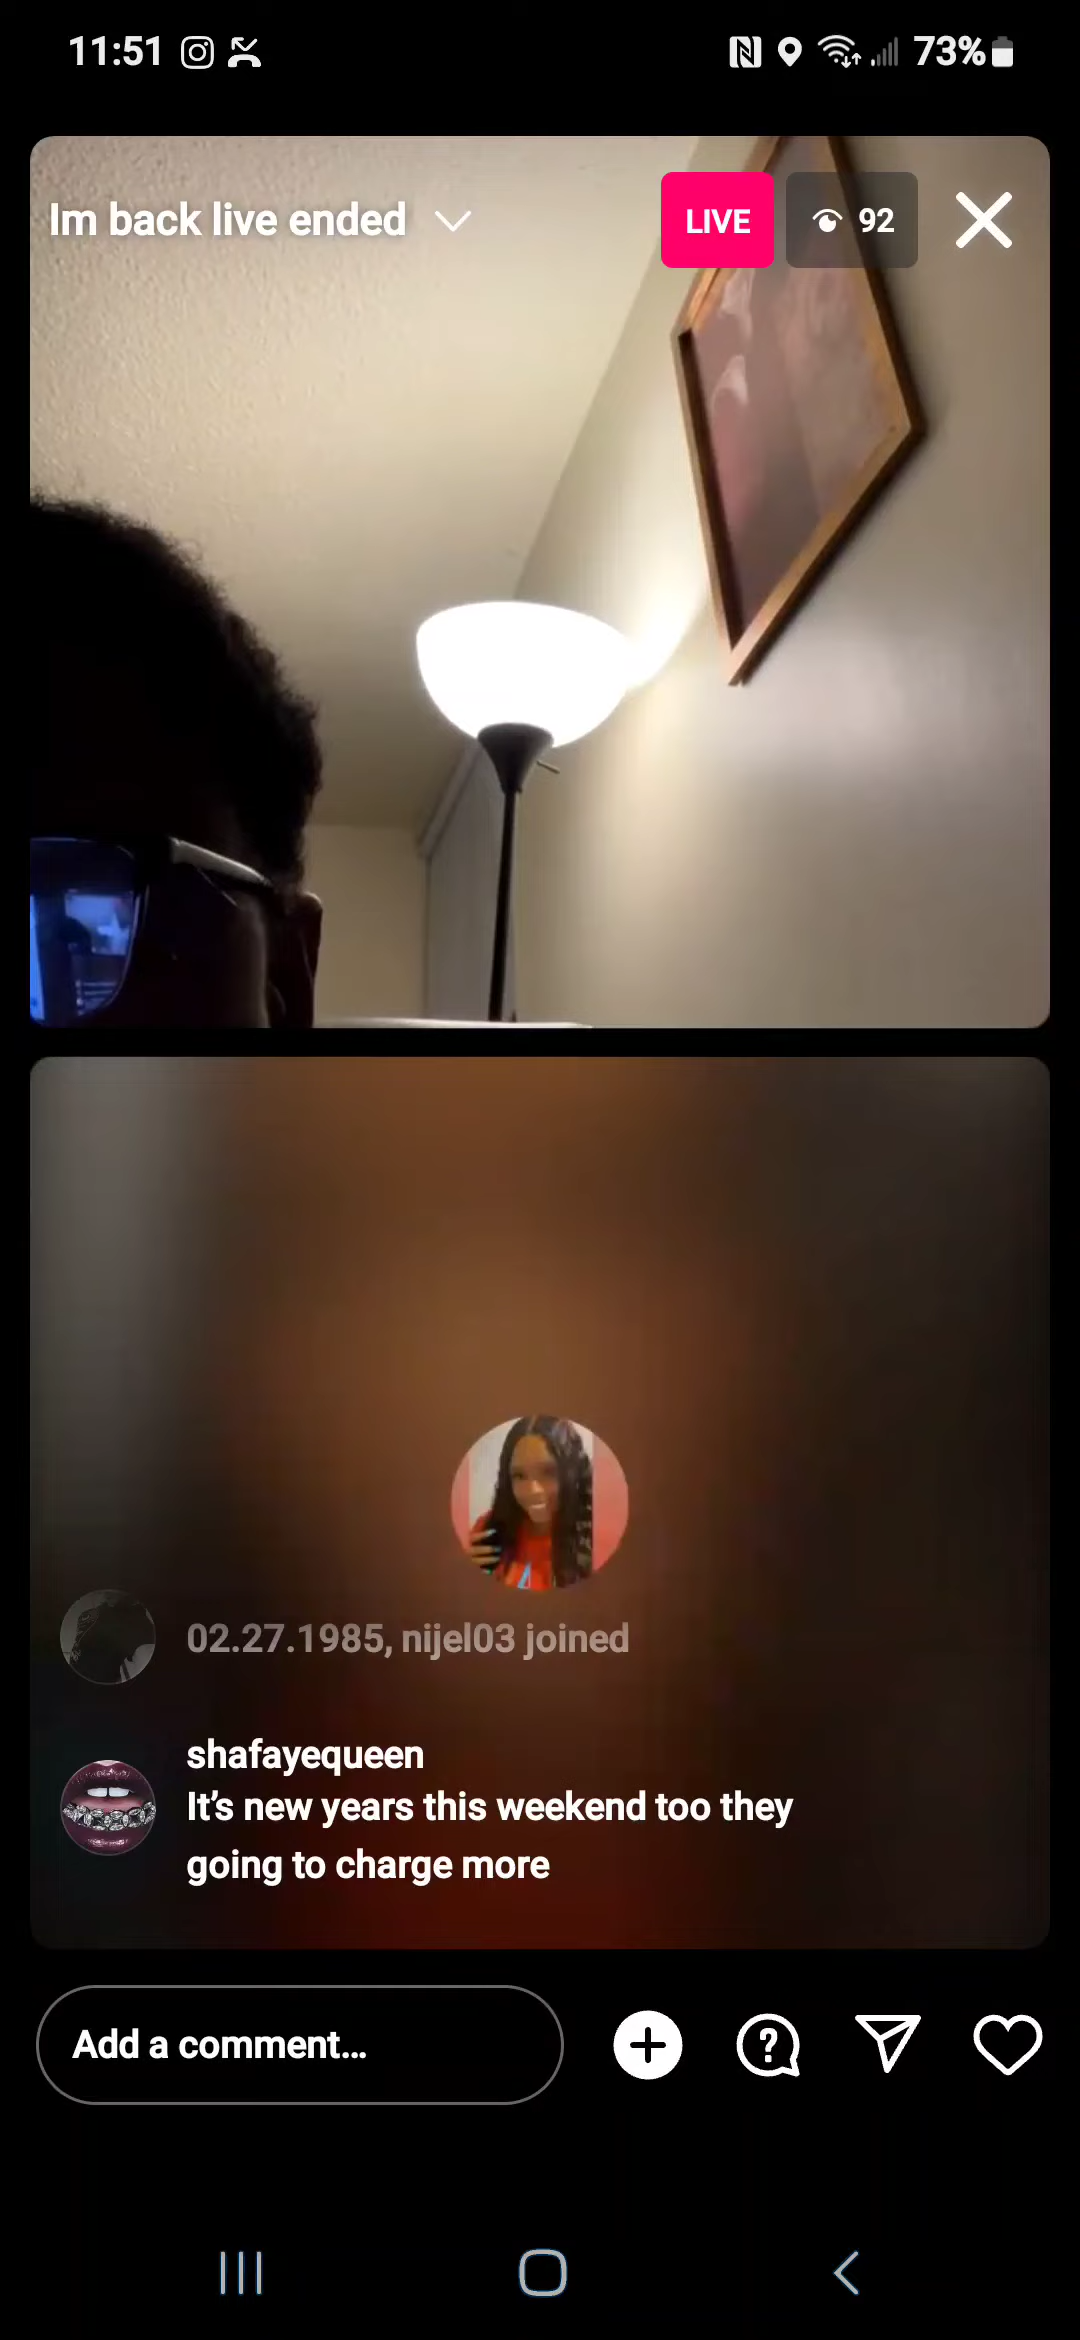 11:51
73%
Im back live ended
LIVE
92
02.27.1985, nijel03 joined
shafayequeen
It’s new years this weekend too they
going to charge more
Add a comment...